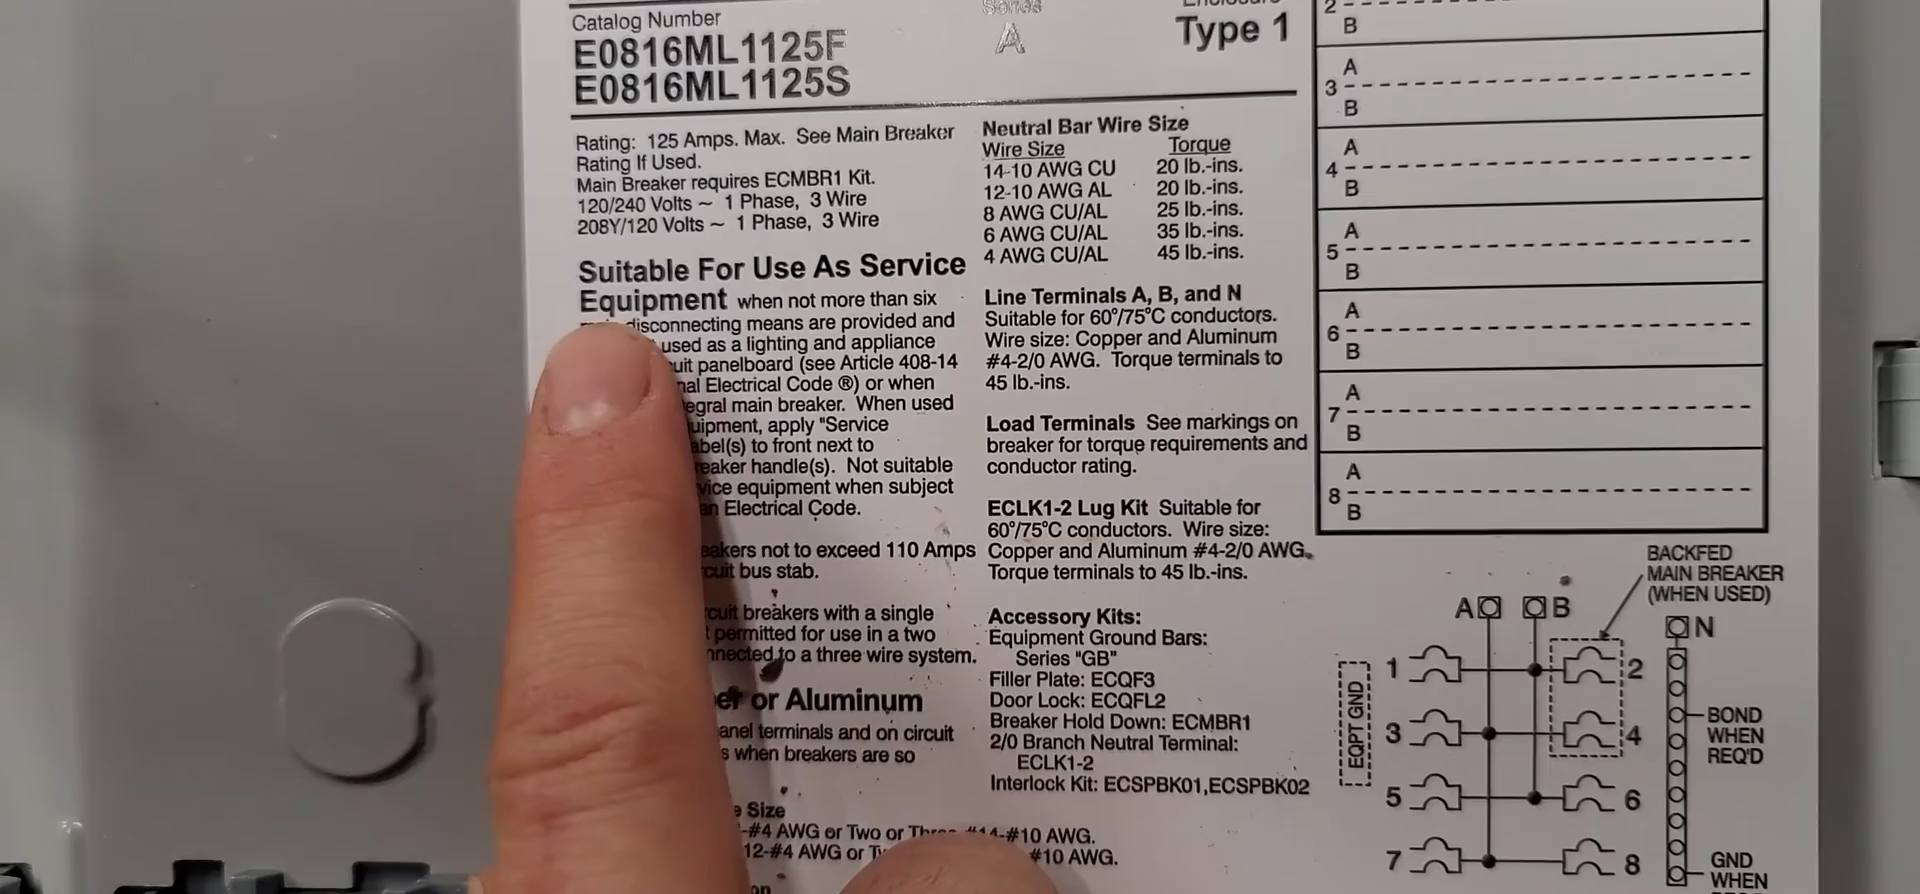 Catalog Number
E0816ML1125F
E0816ML1125S
Series
A
Enclosure
Type 1
Rating: 125 Amps. Max. See Main Breaker
Rating If Used.
Main Breaker requires ECMBR1 Kit.
120/240 Volts ~ 1 Phase, 3 Wire
208Y/120 Volts ~ 1 Phase, 3 Wire
Suitable For Use As Service
Equipment when not more than six
disconnecting means are provided and
used as a lighting and appliance
panelboard (see Article 408-14
Electrical Code ®) or when
main breaker. When used
apply "Service
to front next to
handle(s). Not suitable
equipment when subject
Electrical Code.
not to exceed 110 Amps
bus stab.
breakers with a single
permitted for use in a two
to a three wire system.
or Aluminum
terminals and on circuit
when breakers are so
Size
#4 AWG or Two or Three #14-#10 AWG.
12-#4 AWG or #10 AWG.
Neutral Bar Wire Size
Wire Size Torque
14-10 AWG CU 20 lb.-ins.
12-10 AWG AL 20 lb.-ins.
8 AWG CU/AL 25 lb.-ins.
6 AWG CU/AL 35 lb.-ins.
4 AWG CU/AL 45 lb.-ins.
Line Terminals A, B, and N
Suitable for 60°/75°C conductors.
Wire size: Copper and Aluminum
#4-2/0 AWG. Torque terminals to
45 lb.-ins.
Load Terminals See markings on
breaker for torque requirements and
conductor rating.
ECLK1-2 Lug Kit Suitable for
60°/75°C conductors. Wire size:
Copper and Aluminum #4-2/0 AWG.
Torque terminals to 45 lb.-ins.
Accessory Kits:
Equipment Ground Bars:
Series "GB"
Filler Plate: ECQF3
Door Lock: ECQFL2
Breaker Hold Down: ECMBR1
2/0 Branch Neutral Terminal:
ECLK1-2
Interlock Kit: ECSPBK01,ECSPBK02
2
B
A
3
B
A
4
B
A
5
B
A
6
B
A
7
B
A
8
B
BACKFED
MAIN BREAKER
(WHEN USED)
A B
N
1 2
3 4
5 6
7 8
EQPT GND
BOND
WHEN
REQ'D
GND
WHEN